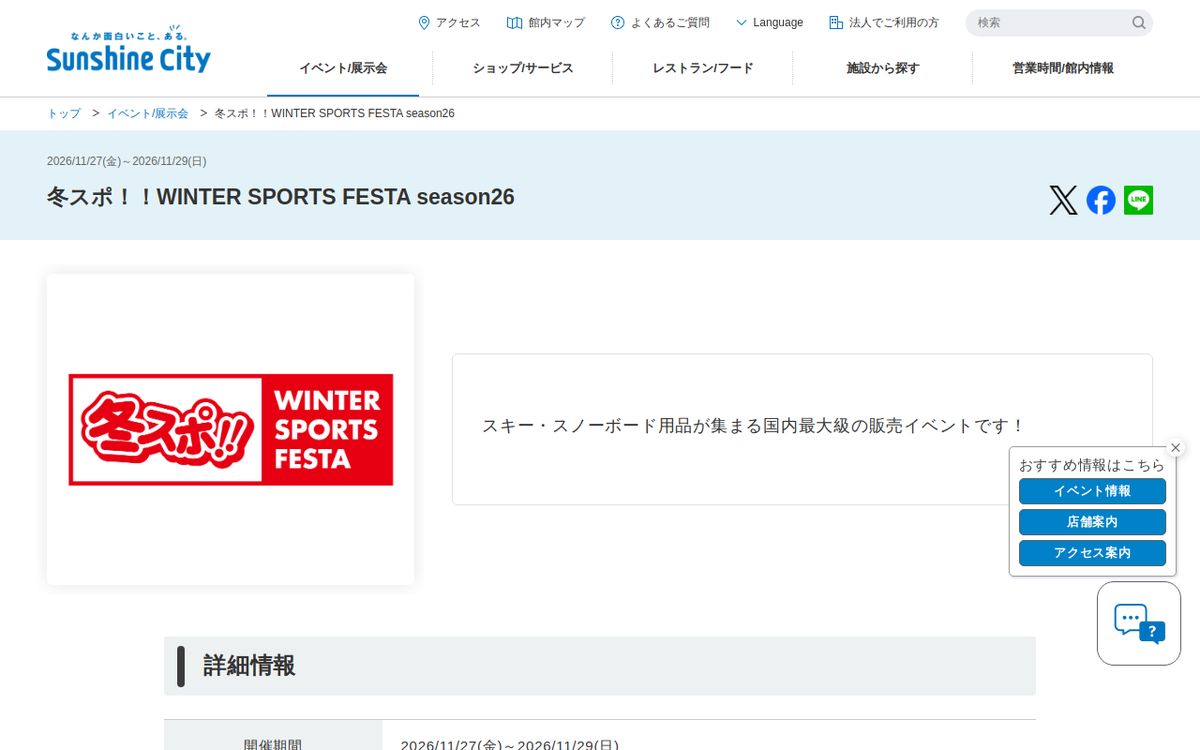 なんか面白いこと、ある。
Sunshine City
アクセス
館内マップ
よくあるご質問
Language
法人でご利用の方
検索
イベント/展示会
ショップ/サービス
レストラン/フード
施設から探す
営業時間/館内情報
トップ > イベント/展示会 > 冬スポ！！WINTER SPORTS FESTA season26
2026/11/27(金)～2026/11/29(日)
冬スポ！！WINTER SPORTS FESTA season26
LINE
冬スポ!!
WINTER
SPORTS
FESTA
スキー・スノーボード用品が集まる国内最大級の販売イベントです！
おすすめ情報はこちら
イベント情報
店舗案内
アクセス案内
?
詳細情報
開催期間
2026/11/27(金)～2026/11/29(日)